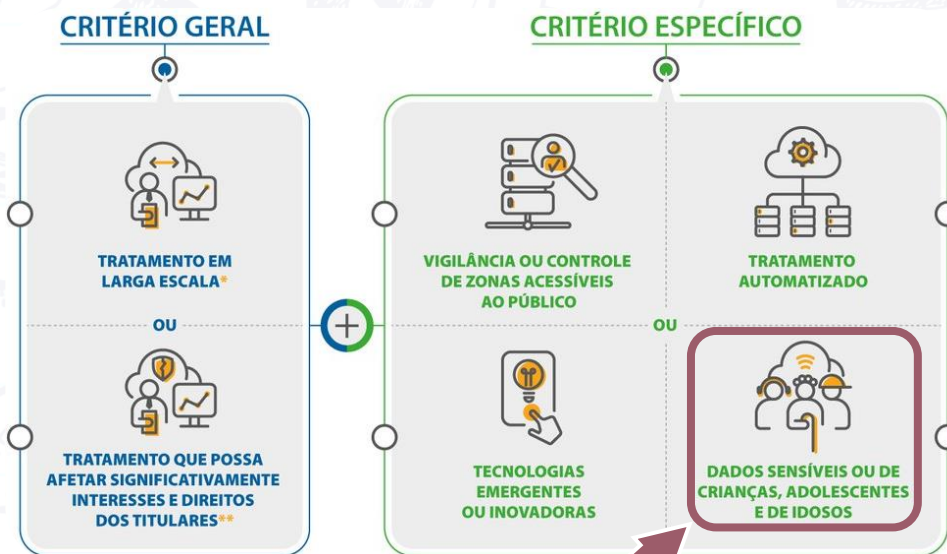 CRITÉRIO GERAL
TRATAMENTO EM
LARGA ESCALA*
OU
TRATAMENTO QUE POSSA
AFETAR SIGNIFICATIVAMENTE
INTERESSES E DIREITOS
DOS TITULARES**
+
CRITÉRIO ESPECÍFICO
VIGILÂNCIA OU CONTROLE
DE ZONAS ACESSÍVEIS
AO PÚBLICO
TRATAMENTO
AUTOMATIZADO
OU
TECNOLOGIAS
EMERGENTES
OU INOVADORAS
DADOS SENSÍVEIS OU DE
CRIANÇAS, ADOLESCENTES
E DE IDOSOS